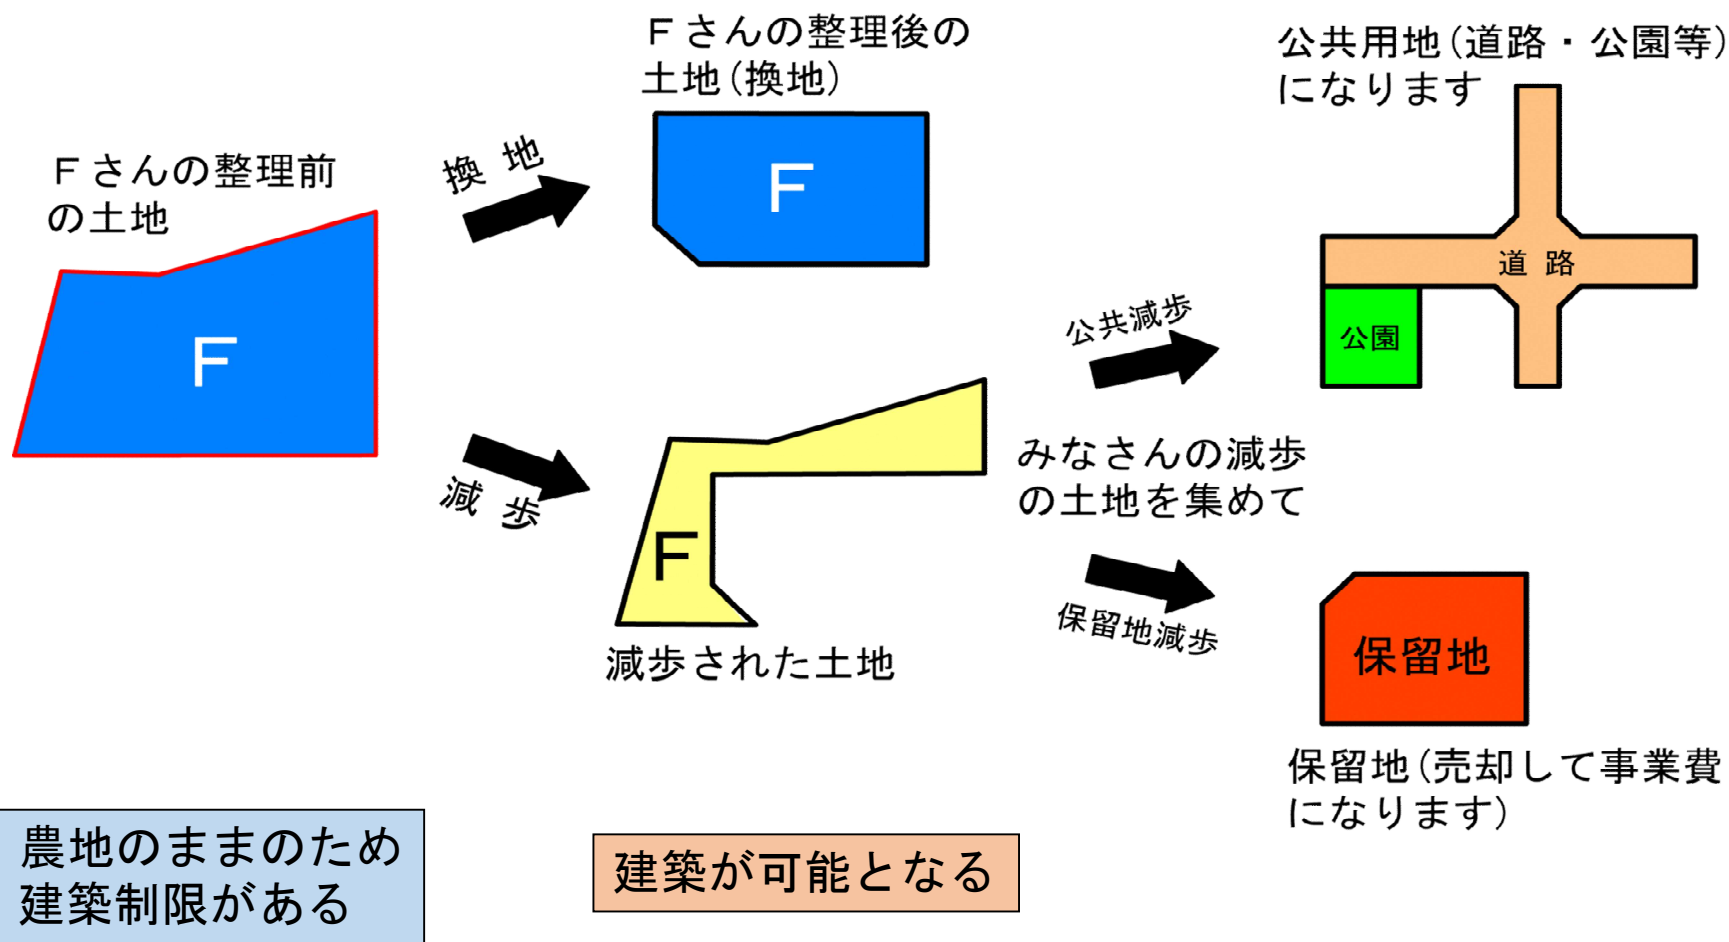 Fさんの整理前
の土地
F
換 地
減 歩
Fさんの整理後の
土地(換地)
F
F
減歩された土地
みなさんの減歩
の土地を集めて
公共減歩
保留地減歩
公共用地(道路・公園等)
になります
道 路
公園
保留地
保留地(売却して事業費
になります)
農地のままのため
建築制限がある
建築が可能となる